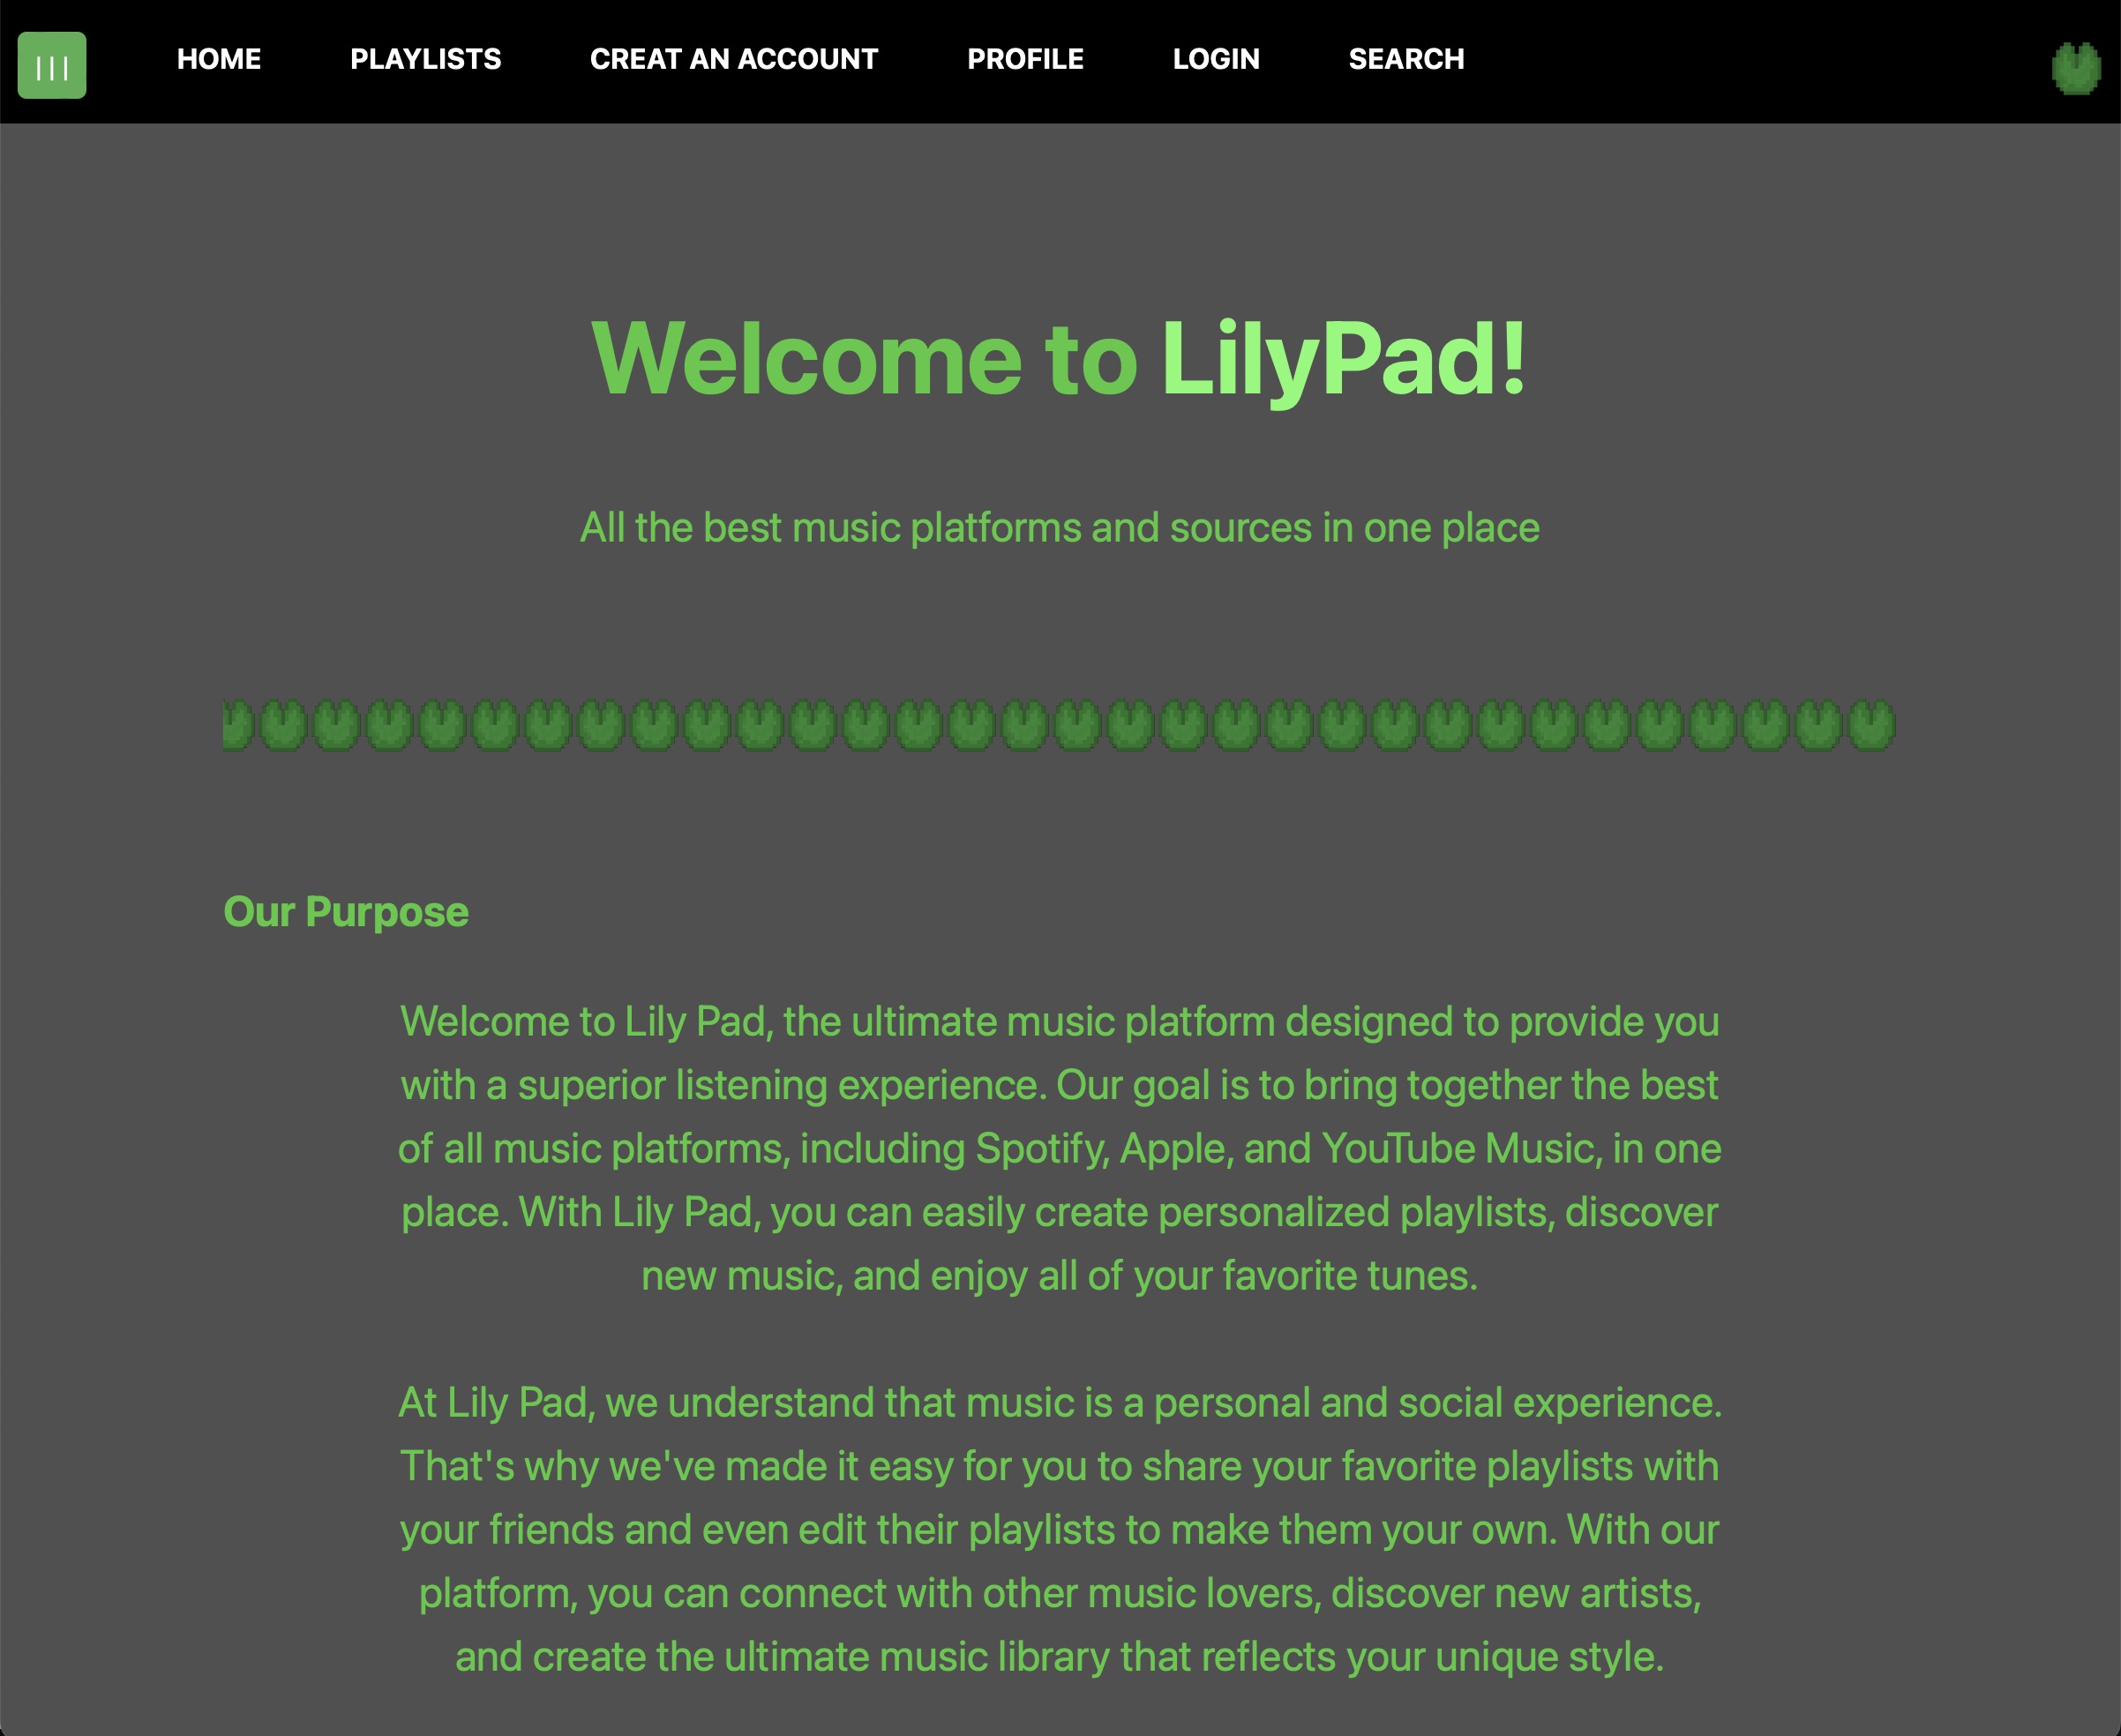 HOME PLAYLISTS CREAT AN ACCOUNT PROFILE LOGIN SEARCH
Welcome to LilyPad!
All the best music platforms and sources in one place
Our Purpose
Welcome to Lily Pad, the ultimate music platform designed to provide you
with a superior listening experience. Our goal is to bring together the best
of all music platforms, including Spotify, Apple, and YouTube Music, in one
place. With Lily Pad, you can easily create personalized playlists, discover
new music, and enjoy all of your favorite tunes.
At Lily Pad, we understand that music is a personal and social experience.
That's why we've made it easy for you to share your favorite playlists with
your friends and even edit their playlists to make them your own. With our
platform, you can connect with other music lovers, discover new artists,
and create the ultimate music library that reflects your unique style.